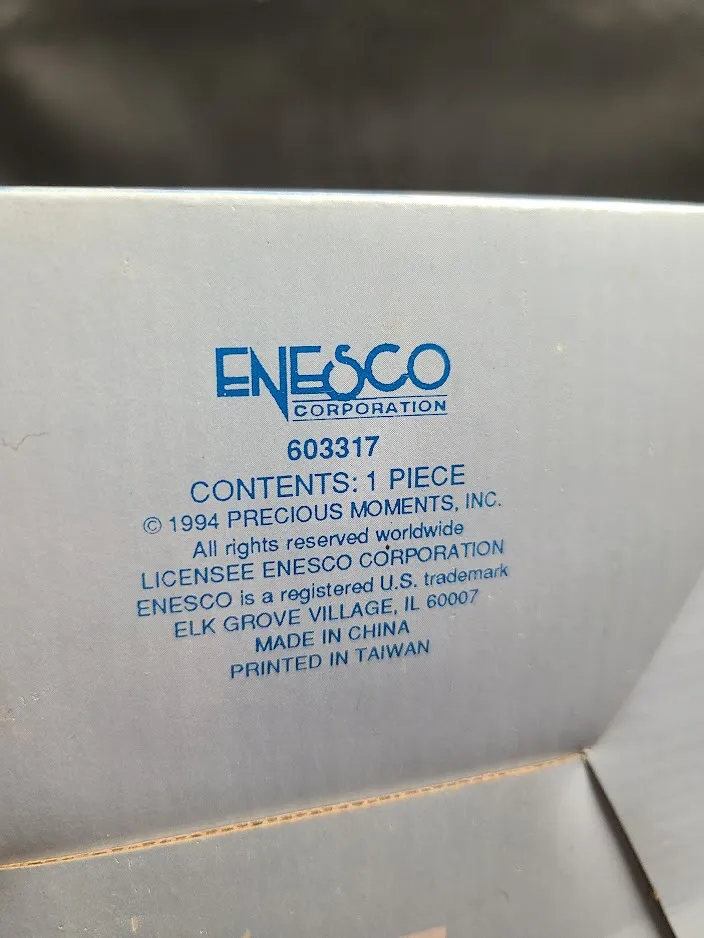 ENESCO
CORPORATION
603317
CONTENTS: 1 PIECE
© 1994 PRECIOUS MOMENTS, INC.
All rights reserved worldwide
LICENSEE ENESCO CORPORATION
ENESCO is a registered U.S. trademark
ELK GROVE VILLAGE, IL 60007
MADE IN CHINA
PRINTED IN TAIWAN